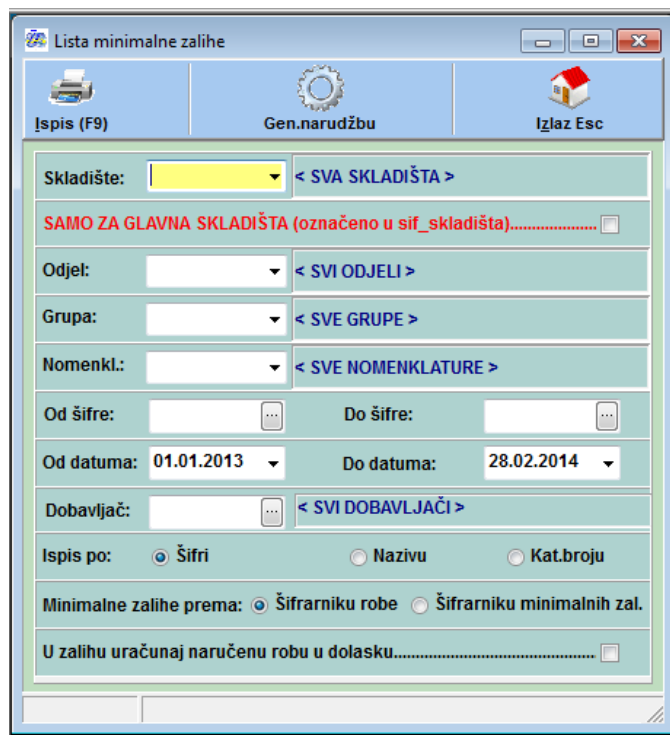 Lista minimalne zalihe
Ispis (F9) Gen.narudžbu Izlaz Esc
Skladište: < SVA SKLADIŠTA >
SAMO ZA GLAVNA SKLADIŠTA (označeno u sif_skladišta).....................
Odjel: < SVI ODJELI >
Grupa: < SVE GRUPE >
Nomenkl.: < SVE NOMENKLATURE >
Od šifre: ... Do šifre: ...
Od datuma: 01.01.2013 Do datuma: 28.02.2014
Dobavljač: ... < SVI DOBAVLJAČI >
Ispis po: Šifri Nazivu Kat.broju
Minimalne zalihe prema: Šifrarniku robe Šifrarniku minimalnih zal.
U zalihu uračunaj naručenu robu u dolasku.................................................